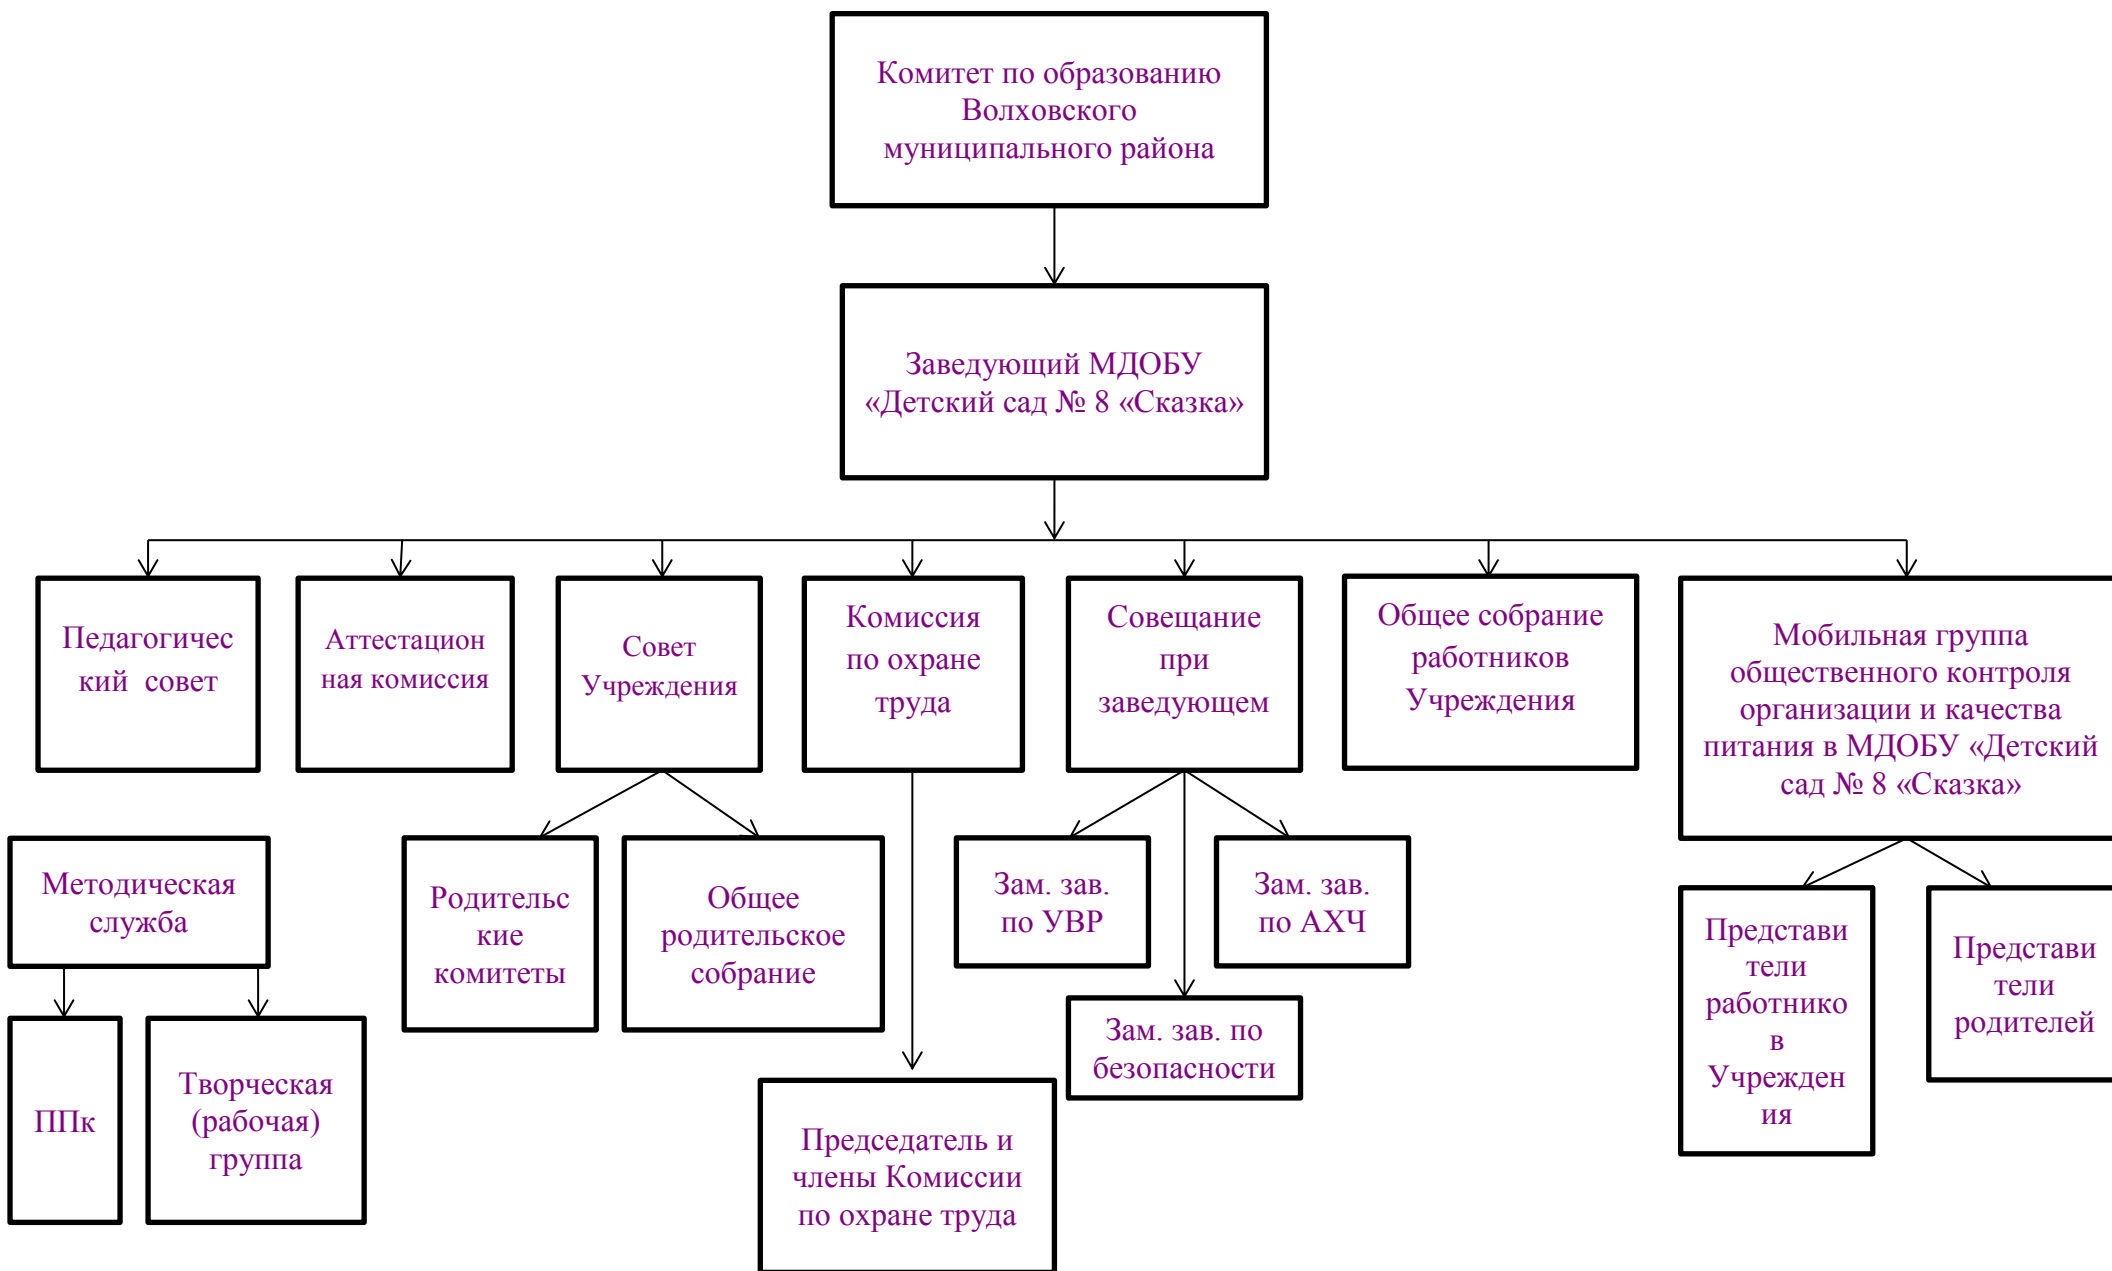 Комитет по образованию
Волховского
муниципального района
Заведующий МДОБУ
«Детский сад № 8 «Сказка»
Педагогичес
кий совет
Аттестацион
ная комиссия
Совет
Учреждения
Комиссия
по охране
труда
Совещание
при
заведующем
Общее собрание
работников
Учреждения
Мобильная группа
общественного контроля
организации и качества
питания в МДОБУ «Детский
сад № 8 «Сказка»
Методическая
служба
Родительс
кие
комитеты
Общее
родительское
собрание
Зам. зав.
по УВР
Зам. зав.
по АХЧ
Представи
тели
работнико
в
Учрежден
ия
Представи
тели
родителей
ППк
Творческая
(рабочая)
группа
Зам. зав. по
безопасности
Председатель и
члены Комиссии
по охране труда